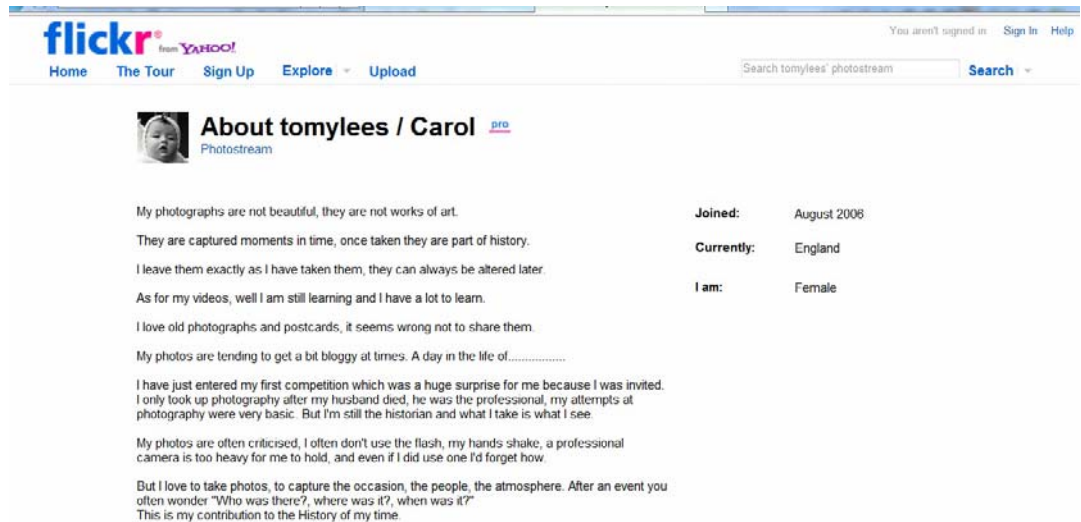 flickr® from YAHOO!
You aren't signed in Sign In Help
Home The Tour Sign Up Explore Upload
Search tomylees' photostream Search
About tomylees / Carol pro
Photostream
My photographs are not beautiful, they are not works of art.
They are captured moments in time, once taken they are part of history.
I leave them exactly as I have taken them, they can always be altered later.
As for my videos, well I am still learning and I have a lot to learn.
I love old photographs and postcards, it seems wrong not to share them.
My photos are tending to get a bit bloggy at times. A day in the life of.................
I have just entered my first competition which was a huge surprise for me because I was invited.
I only took up photography after my husband died, he was the professional, my attempts at
photography were very basic. But I'm still the historian and what I take is what I see.
My photos are often criticised, I often don't use the flash, my hands shake, a professional
camera is too heavy for me to hold, and even if I did use one I'd forget how.
But I love to take photos, to capture the occasion, the people, the atmosphere. After an event you
often wonder "Who was there?, where was it?, when was it?"
This is my contribution to the History of my time.
Joined: August 2006
Currently: England
I am: Female